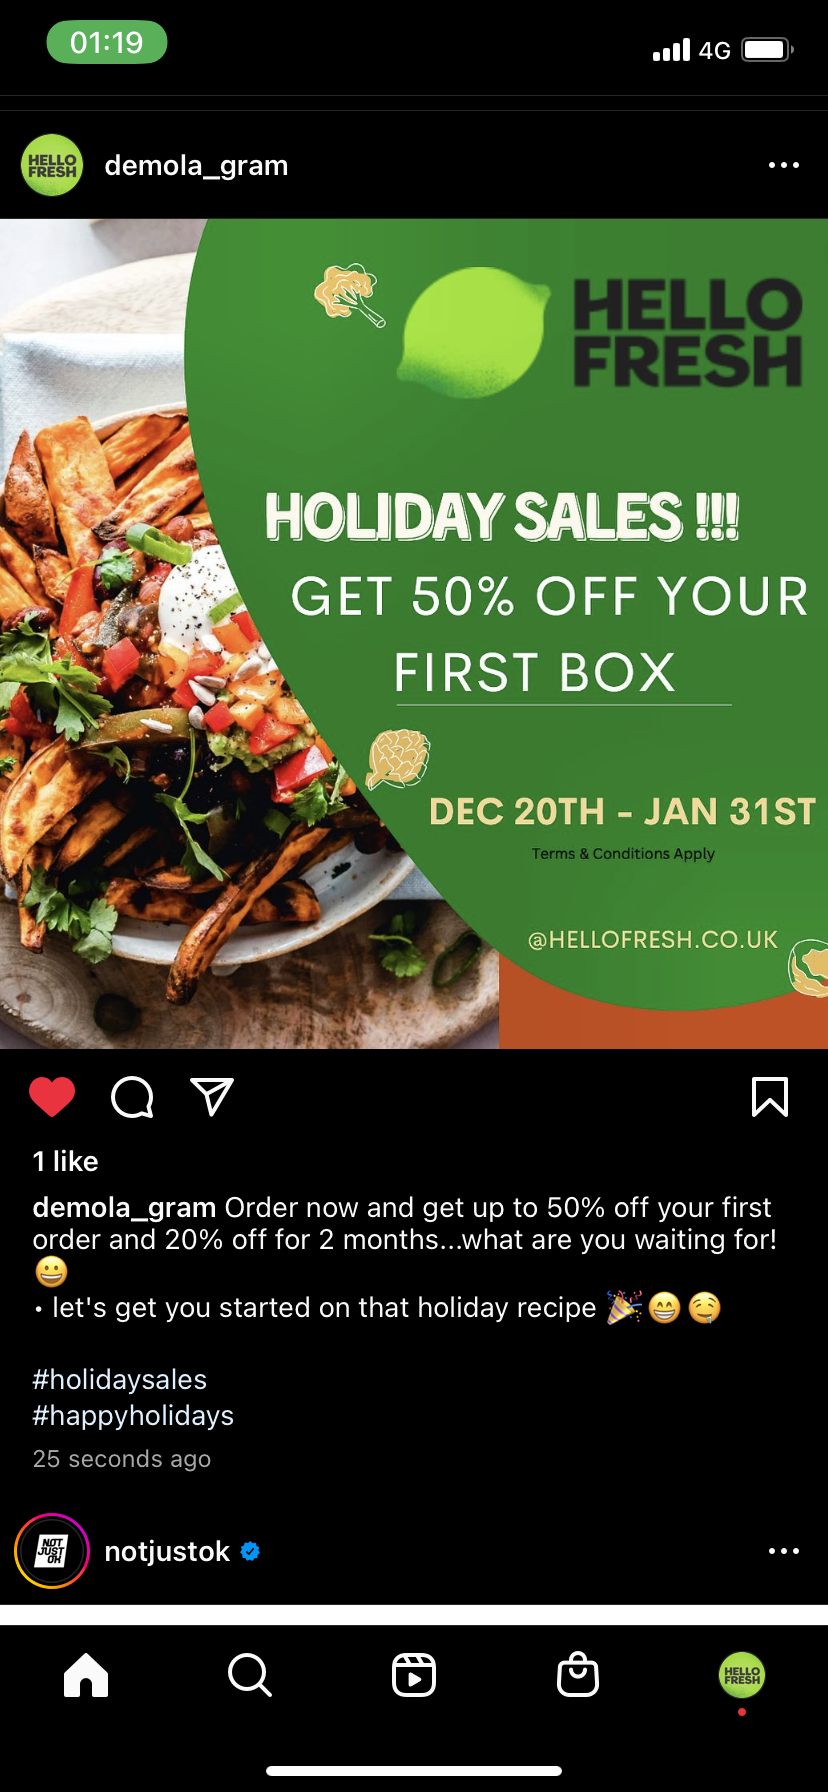 01:19
4G
HELLO
FRESH
demola_gram
HELLO
FRESH
HOLIDAY SALES !!!
GET 50% OFF YOUR
FIRST BOX
DEC 20TH - JAN 31ST
Terms & Conditions Apply
@HELLOFRESH.CO.UK
1 like
demola_gram Order now and get up to 50% off your first
order and 20% off for 2 months...what are you waiting for!
😀
• let's get you started on that holiday recipe 🎉😁🤤
#holidaysales
#happyholidays
25 seconds ago
NOT
JUST
OK
notjustok
HELLO
FRESH